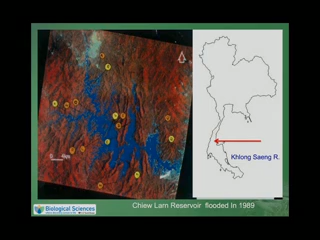 Khlong Saeng R.
Chiew Larn Reservoir flooded In 1989
Biological Sciences